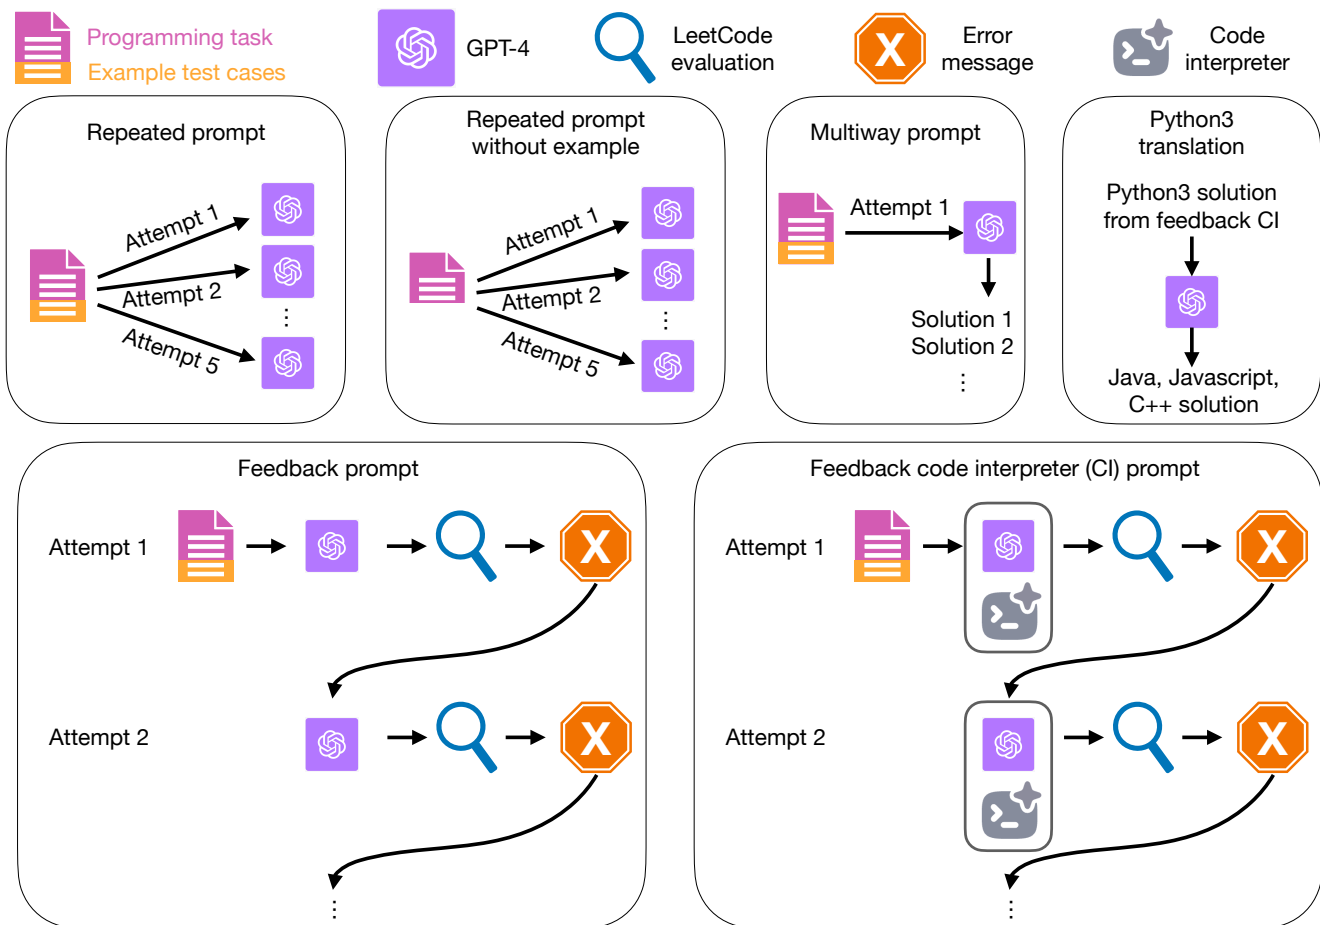 Programming task
Example test cases
GPT-4
LeetCode
evaluation
Error
message
Code
interpreter
Repeated prompt
Attempt 1
Attempt 2
⋮
Attempt 5
Repeated prompt
without example
Attempt 1
Attempt 2
⋮
Attempt 5
Multiway prompt
Attempt 1
Solution 1
Solution 2
⋮
Python3
translation
Python3 solution
from feedback CI
Java, Javascript,
C++ solution
Feedback prompt
Attempt 1
X
Attempt 2
X
⋮
Feedback code interpreter (CI) prompt
Attempt 1
X
Attempt 2
X
⋮